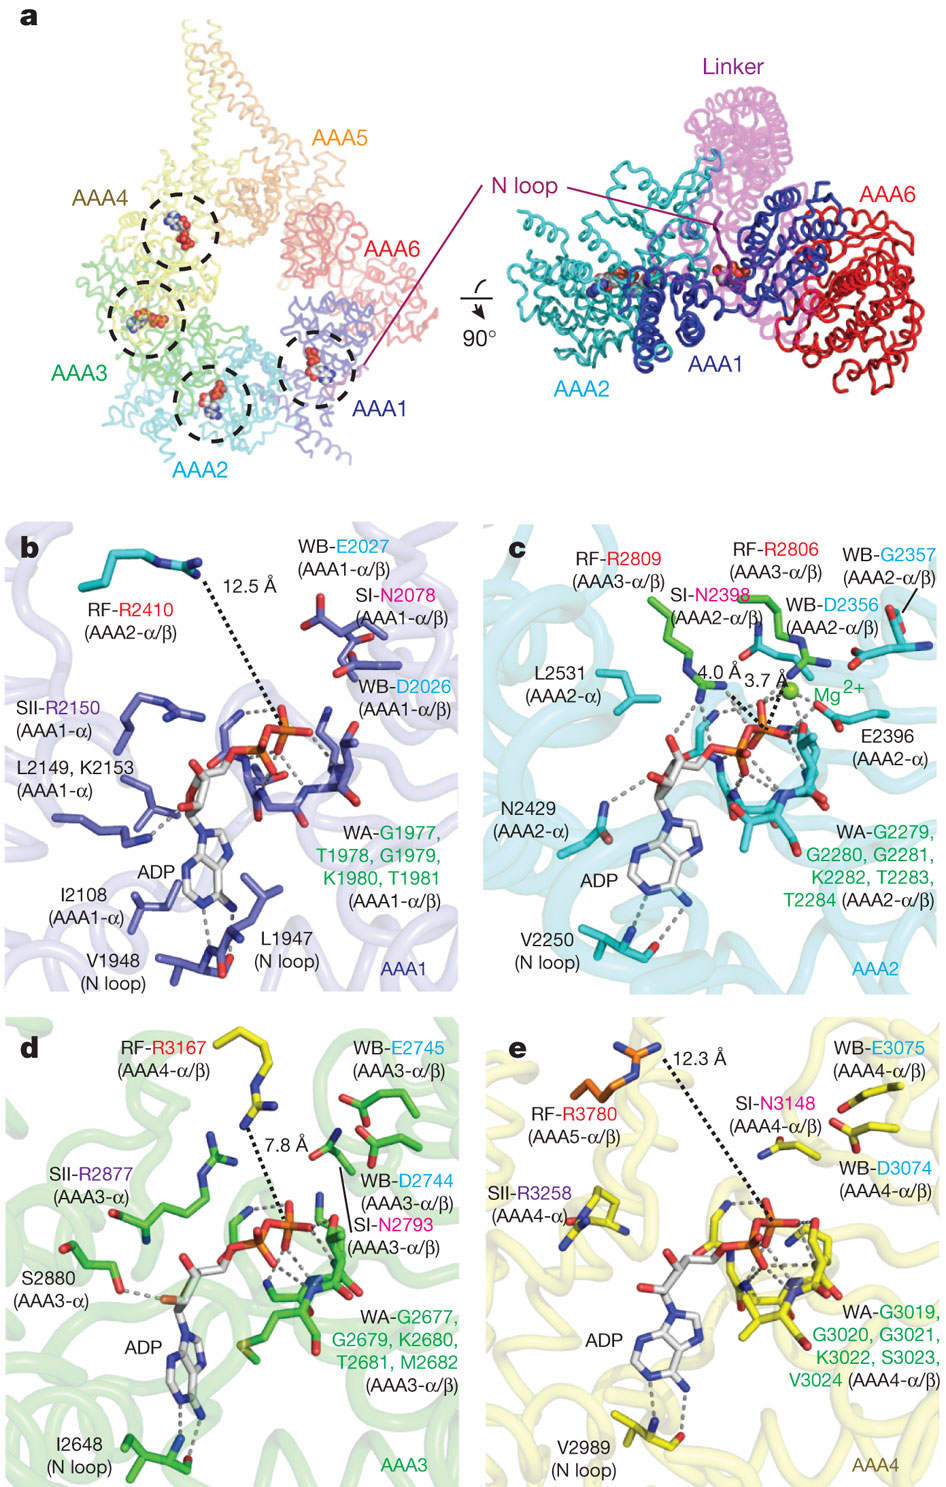 a
Linker
AAA5
N loop
AAA4
AAA6
AAA6
90°
AAA3
AAA1
AAA2
AAA1
AAA2
b
WB-E2027
(AAA1-α/β)
12.5 Å
SI-N2078
(AAA1-α/β)
RF-R2410
(AAA2-α/β)
WB-D2026
(AAA1-α/β)
SII-R2150
(AAA1-α)
L2149, K2153
(AAA1-α)
WA-G1977,
T1978, G1979,
K1980, T1981
(AAA1-α/β)
ADP
I2108
(AAA1-α)
L1947
(N loop)
V1948
(N loop)
AAA1
c
RF-R2809
(AAA3-α/β)
RF-R2806
(AAA3-α/β)
WB-G2357
(AAA2-α/β)
SI-N2398
(AAA2-α/β)
WB-D2356
(AAA2-α/β)
L2531
(AAA2-α)
4.0 Å
3.7 Å
Mg2+
E2396
(AAA2-α)
N2429
(AAA2-α)
WA-G2279,
G2280, G2281,
K2282, T2283,
T2284 (AAA2-α/β)
ADP
V2250
(N loop)
AAA2
d
RF-R3167
(AAA4-α/β)
WB-E2745
(AAA3-α/β)
7.8 Å
SII-R2877
(AAA3-α)
WB-D2744
(AAA3-α/β)
SI-N2793
(AAA3-α/β)
S2880
(AAA3-α)
WA-G2677,
G2679, K2680,
T2681, M2682
(AAA3-α/β)
ADP
I2648
(N loop)
AAA3
e
12.3 Å
WB-E3075
(AAA4-α/β)
RF-R3780
(AAA5-α/β)
SI-N3148
(AAA4-α/β)
WB-D3074
(AAA4-α/β)
SII-R3258
(AAA4-α)
WA-G3019,
G3020, G3021,
K3022, S3023,
V3024 (AAA4-α/β)
ADP
V2989
(N loop)
AAA4